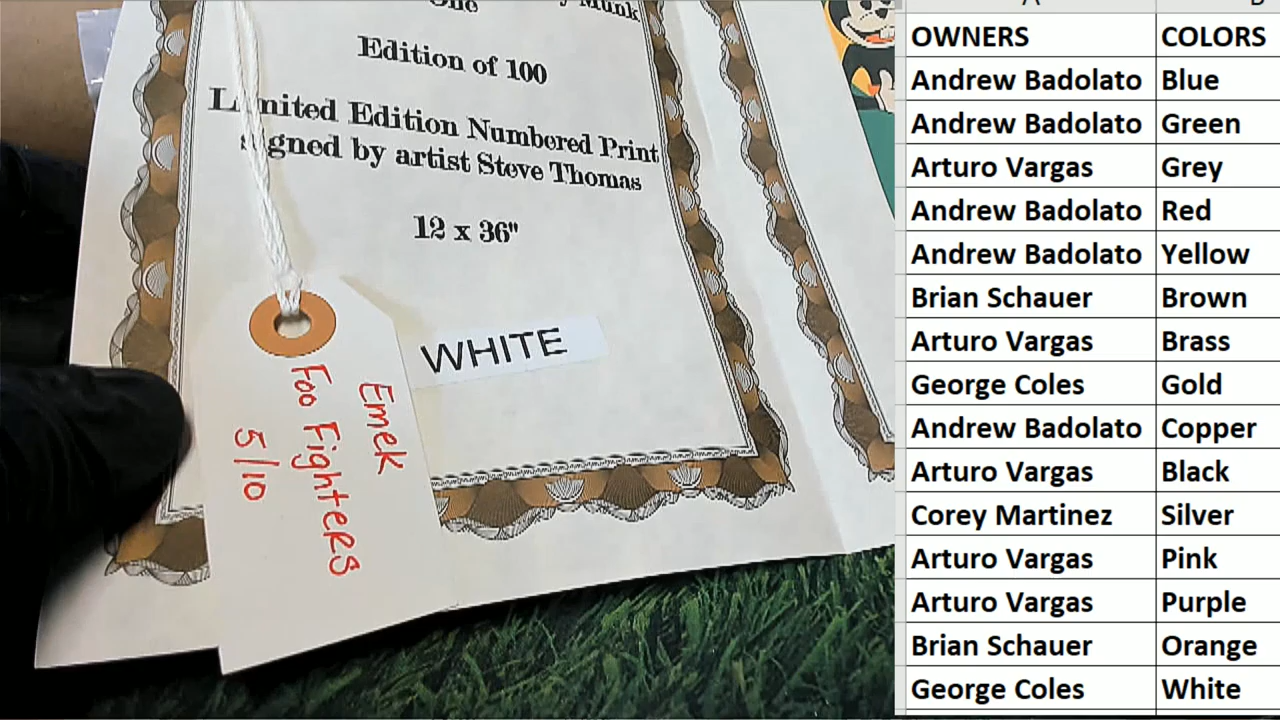 Munk
Edition of 100
Limited Edition Numbered Print
signed by artist Steve Thomas
12 x 36"
WHITE
Emek
Foo Fighters
5/10
OWNERS COLORS
Andrew Badolato Blue
Andrew Badolato Green
Arturo Vargas Grey
Andrew Badolato Red
Andrew Badolato Yellow
Brian Schauer Brown
Arturo Vargas Brass
George Coles Gold
Andrew Badolato Copper
Arturo Vargas Black
Corey Martinez Silver
Arturo Vargas Pink
Arturo Vargas Purple
Brian Schauer Orange
George Coles White